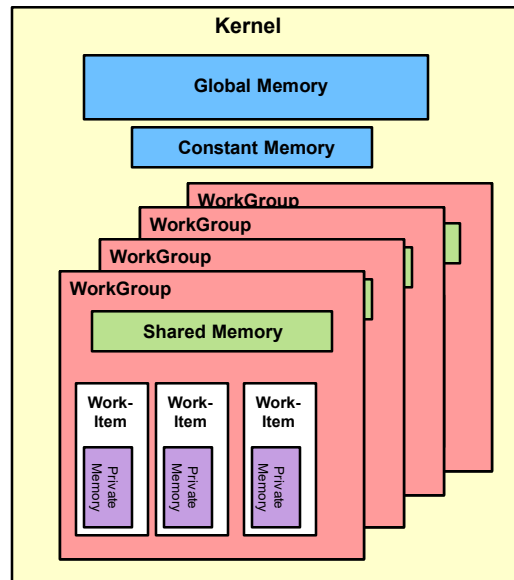 Kernel
Global Memory
Constant Memory
WorkGroup
WorkGroup
WorkGroup
WorkGroup
Shared Memory
Work-
Item
Private
Memory
Work-
Item
Private
Memory
Work-
Item
Private
Memory